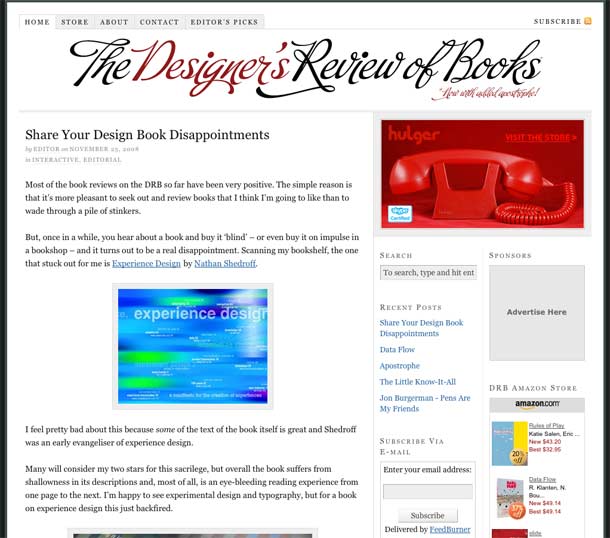 HOME STORE ABOUT CONTACT EDITOR'S PICKS SUBSCRIBE
The Designer's Review of Books
"Now with added apostrophe!
Share Your Design Book Disappointments
by EDITOR on NOVEMBER 25, 2008
in INTERACTIVE, EDITORIAL
Most of the book reviews on the DRB so far have been very positive. The simple reason is
that it's more pleasant to seek out and review books that I think I'm going to like than to
wade through a pile of stinkers.
But, once in a while, you hear about a book and buy it 'blind' – or even buy it on impulse in
a bookshop – and it turns out to be a real disappointment. Scanning my bookshelf, the one
that stuck out for me is Experience Design by Nathan Shedroff.
experience design
a manifesto for the creation of experiences
I feel pretty bad about this because some of the text of the book itself is great and Shedroff
was an early evangeliser of experience design.
Many will consider my two stars for this sacrilege, but overall the book suffers from
shallowness in its descriptions and, most of all, is an eye-bleeding reading experience from
one page to the next. I'm happy to see experimental design and typography, but for a book
on experience design this just backfired.
hulger
VISIT THE STORE >
skype
Certified
SEARCH
To search, type and hit ent
RECENT POSTS
Share Your Design Book
Disappointments
Data Flow
Apostrophe
The Little Know-It-All
Jon Burgerman - Pens Are
My Friends
SUBSCRIBE VIA
E-MAIL
Enter your email address:
Subscribe
Delivered by FeedBurner
SPONSORS
Advertise Here
DRB AMAZON STORE
amazon.com
Rules of Play
Katie Salen, Eric ...
New $43.20
Best $32.95
20%
off
Data Flow
R. Klanten, N.
Bou...
New $49.14
Best $49.14
slide